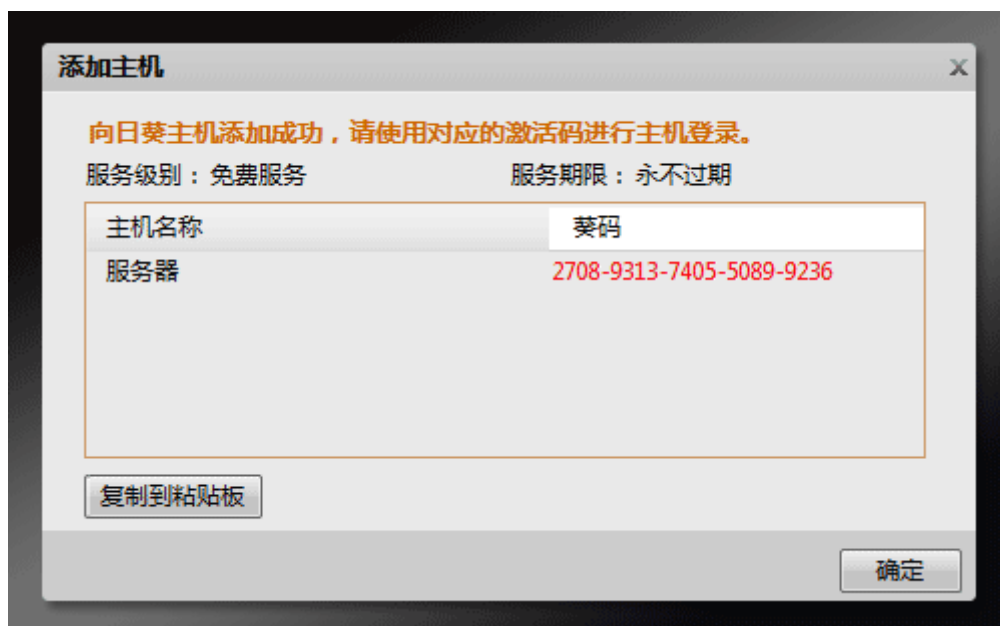 添加主机
向日葵主机添加成功，请使用对应的激活码进行主机登录。
服务级别：免费服务 服务期限：永不过期
主机名称 葵码
服务器 2708-9313-7405-5089-9236
复制到粘贴板
确定